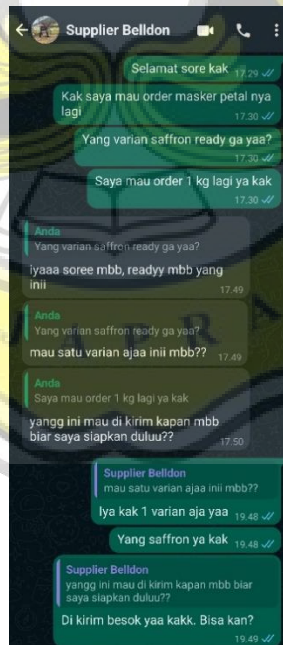 Supplier Belldon
Selamat sore kak 17.29
Kak saya mau order masker petal nya
lagi 17.30
Yang varian saffron ready ga yaa?
17.30
Saya mau order 1 kg lagi ya kak
17.30
Anda
Yang varian saffron ready ga yaa?
iyaaa soree mbb, readyy mbb yang
inii 17.49
Anda
Yang varian saffron ready ga yaa?
mau satu varian ajaa inii mbb?? 17.49
Anda
Saya mau order 1 kg lagi ya kak
yangg ini mau di kirim kapan mbb
biar saya siapkan duluu?? 17.50
Supplier Belldon
mau satu varian ajaa inii mbb??
Iya kak 1 varian aja yaa 19.48
Yang saffron ya kak 19.48
Supplier Belldon
yangg ini mau di kirim kapan mbb biar
saya siapkan duluu??
Di kirim besok yaa kakk. Bisa kan?
19.49